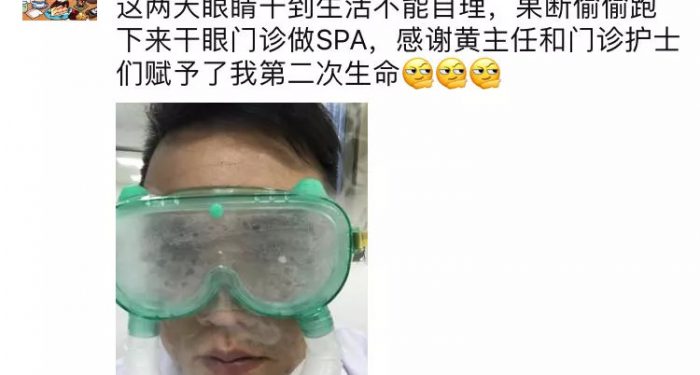 这两天眼睛干到生活不能自理，果断偷偷跑
下来干眼门诊做SPA，感谢黄主任和门诊护士
们赋予了我第二次生命